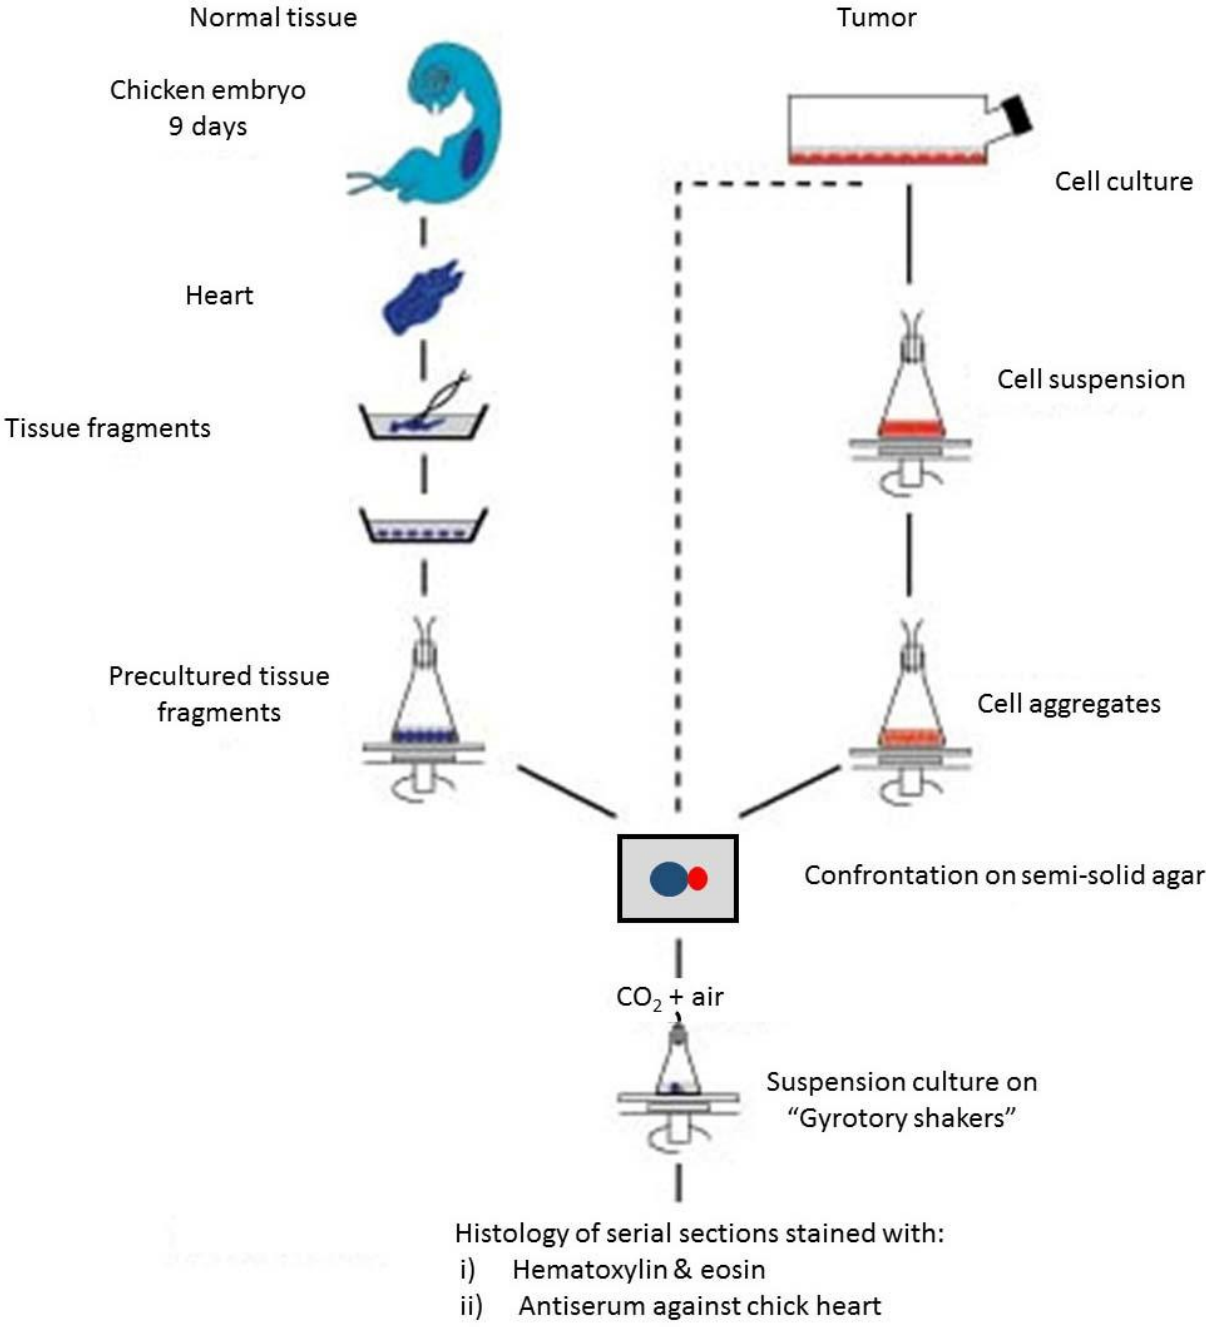 Normal tissue
Tumor
Chicken embryo
9 days
Cell culture
Heart
Cell suspension
Tissue fragments
Precultured tissue
fragments
Cell aggregates
Confrontation on semi-solid agar
CO₂ + air
Suspension culture on
“Gyrotory shakers”
Histology of serial sections stained with:
i) Hematoxylin & eosin
ii) Antiserum against chick heart